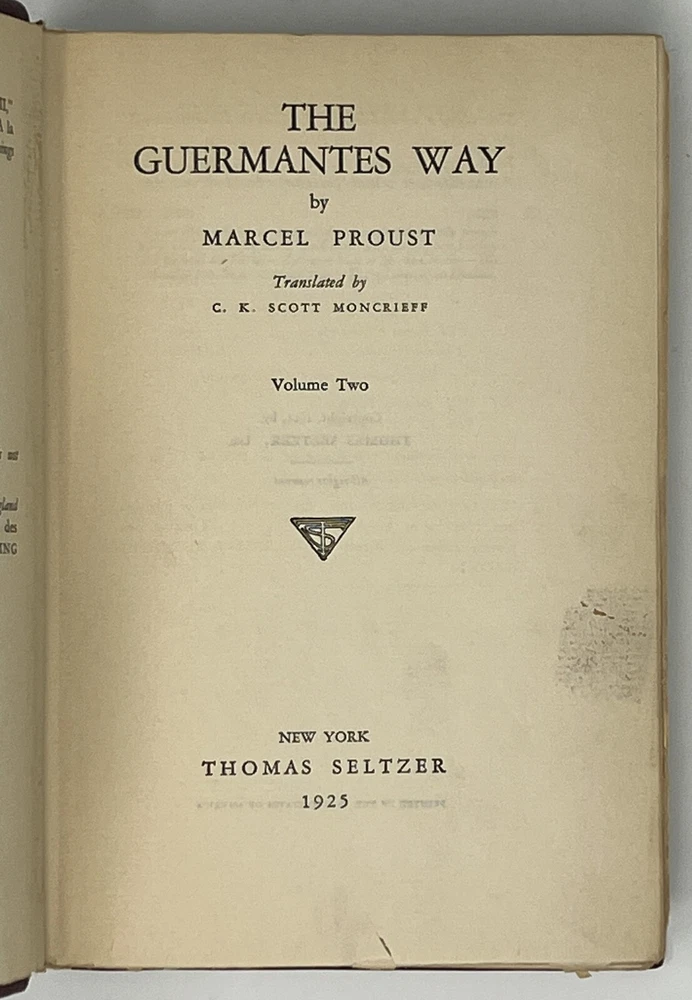 THE
GUERMANTES WAY
by
MARCEL PROUST
Translated by
C. K. SCOTT MONCRIEFF
Volume Two
NEW YORK
THOMAS SELTZER
1925